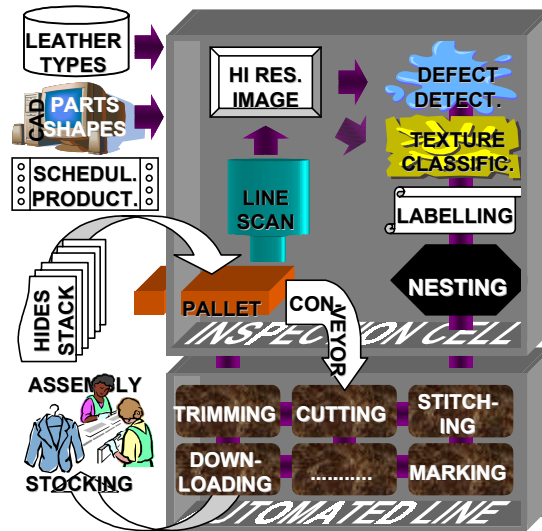 LEATHER
TYPES
CAD
PARTS
SHAPES
SCHEDUL.
PRODUCT.
HIDES
STACK
HI RES.
IMAGE
LINE
SCAN
PALLET
CON-
VEYOR
DEFECT
DETECT.
TEXTURE
CLASSIFIC.
LABELLING
NESTING
INSPECTION CELL
ASSEMBLY
STOCKING
TRIMMING
CUTTING
STITCH-
ING
DOWN-
LOADING
...........
MARKING
AUTOMATED LINE